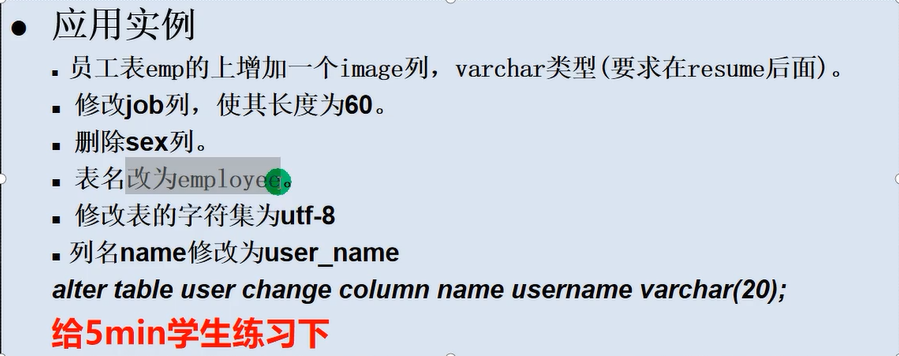 ● 应用实例
▪ 员工表emp的上增加一个image列，varchar类型(要求在resume后面)。
▪ 修改job列，使其长度为60。
▪ 删除sex列。
▪ 表名改为employee。
▪ 修改表的字符集为utf-8
▪ 列名name修改为user_name
alter table user change column name username varchar(20);
给5min学生练习下